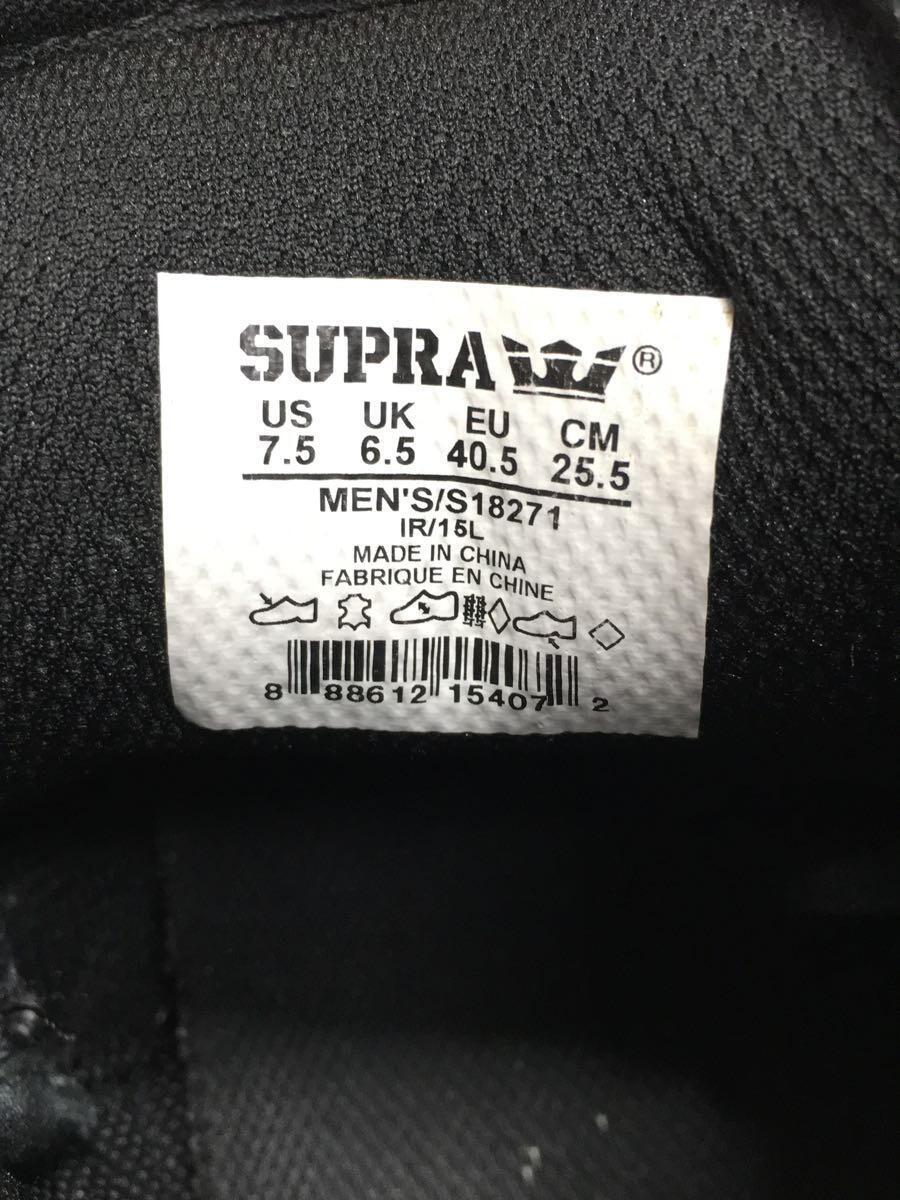 SUPRA ®
US UK EU CM
7.5 6.5 40.5 25.5
MEN'S/S18271
IR/15L
MADE IN CHINA
FABRIQUE EN CHINE
8 88612 15407 2